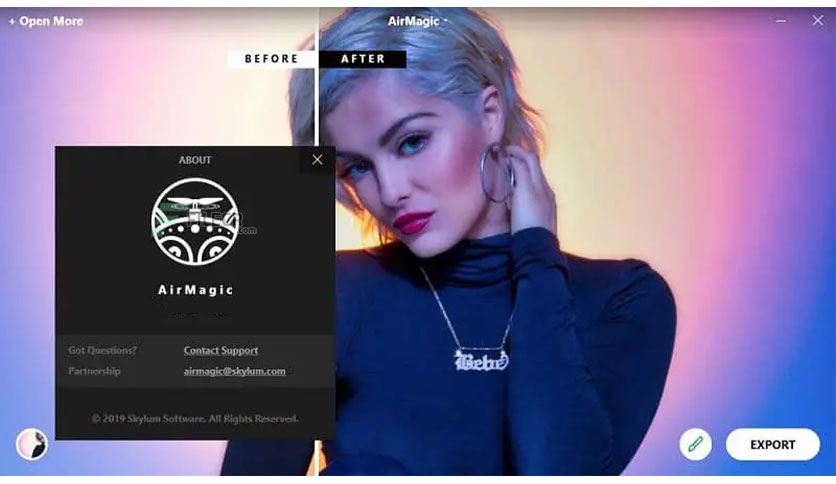 + Open More
AirMagic
BEFORE
AFTER
ABOUT
AirMagic
Got Questions? Contact Support
Partnership airmagic@skylum.com
© 2019 Skylum Software. All Rights Reserved.
Bebe
EXPORT